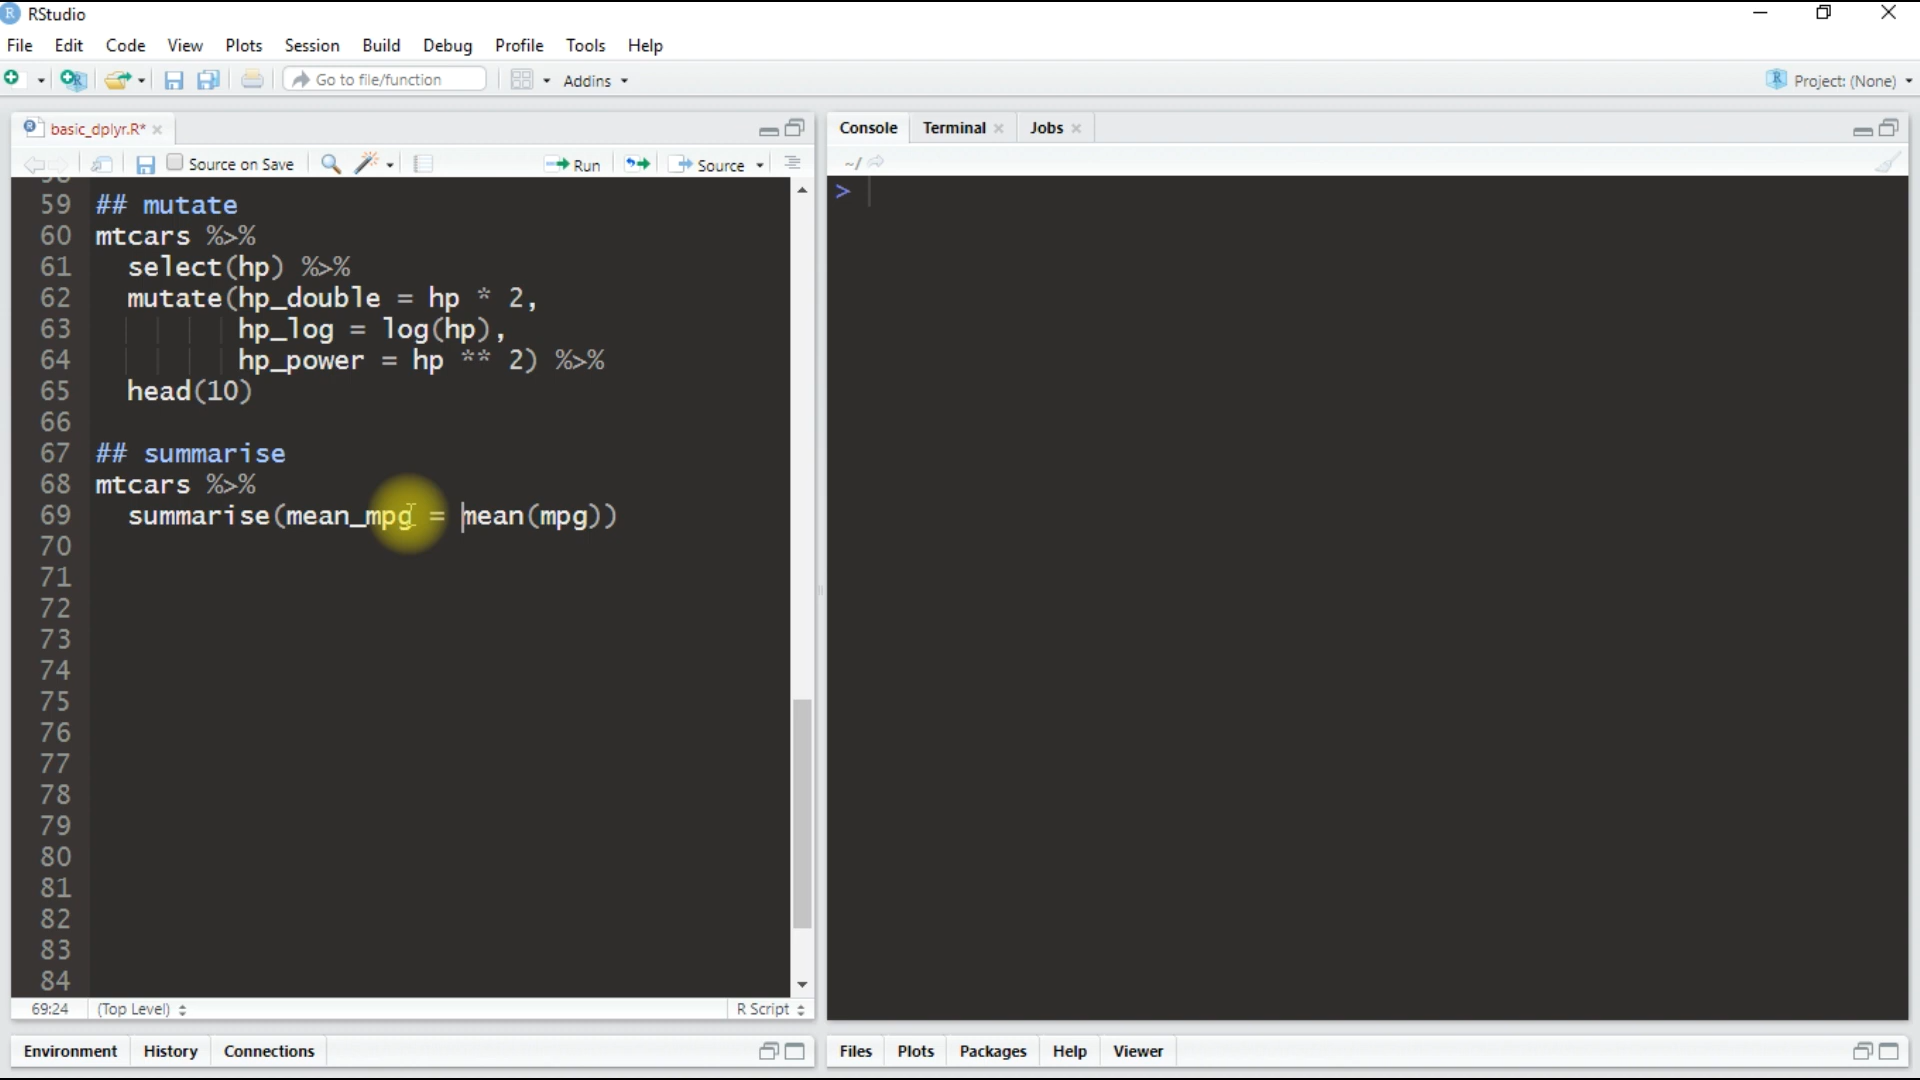 RStudio
File Edit Code View Plots Session Build Debug Profile Tools Help
Go to file/function Addins Project: (None)
basic_dplyr.R*
Source on Save Run Source
59 ## mutate
60 mtcars %>%
61 select(hp) %>%
62 mutate(hp_double = hp * 2,
63 hp_log = log(hp),
64 hp_power = hp ** 2) %>%
65 head(10)
66
67 ## summarise
68 mtcars %>%
69 summarise(mean_mpg = mean(mpg))
70
71
72
73
74
75
76
77
78
79
80
81
82
83
84
69:24 (Top Level) R Script
Environment History Connections
Console Terminal Jobs
~/
>
Files Plots Packages Help Viewer